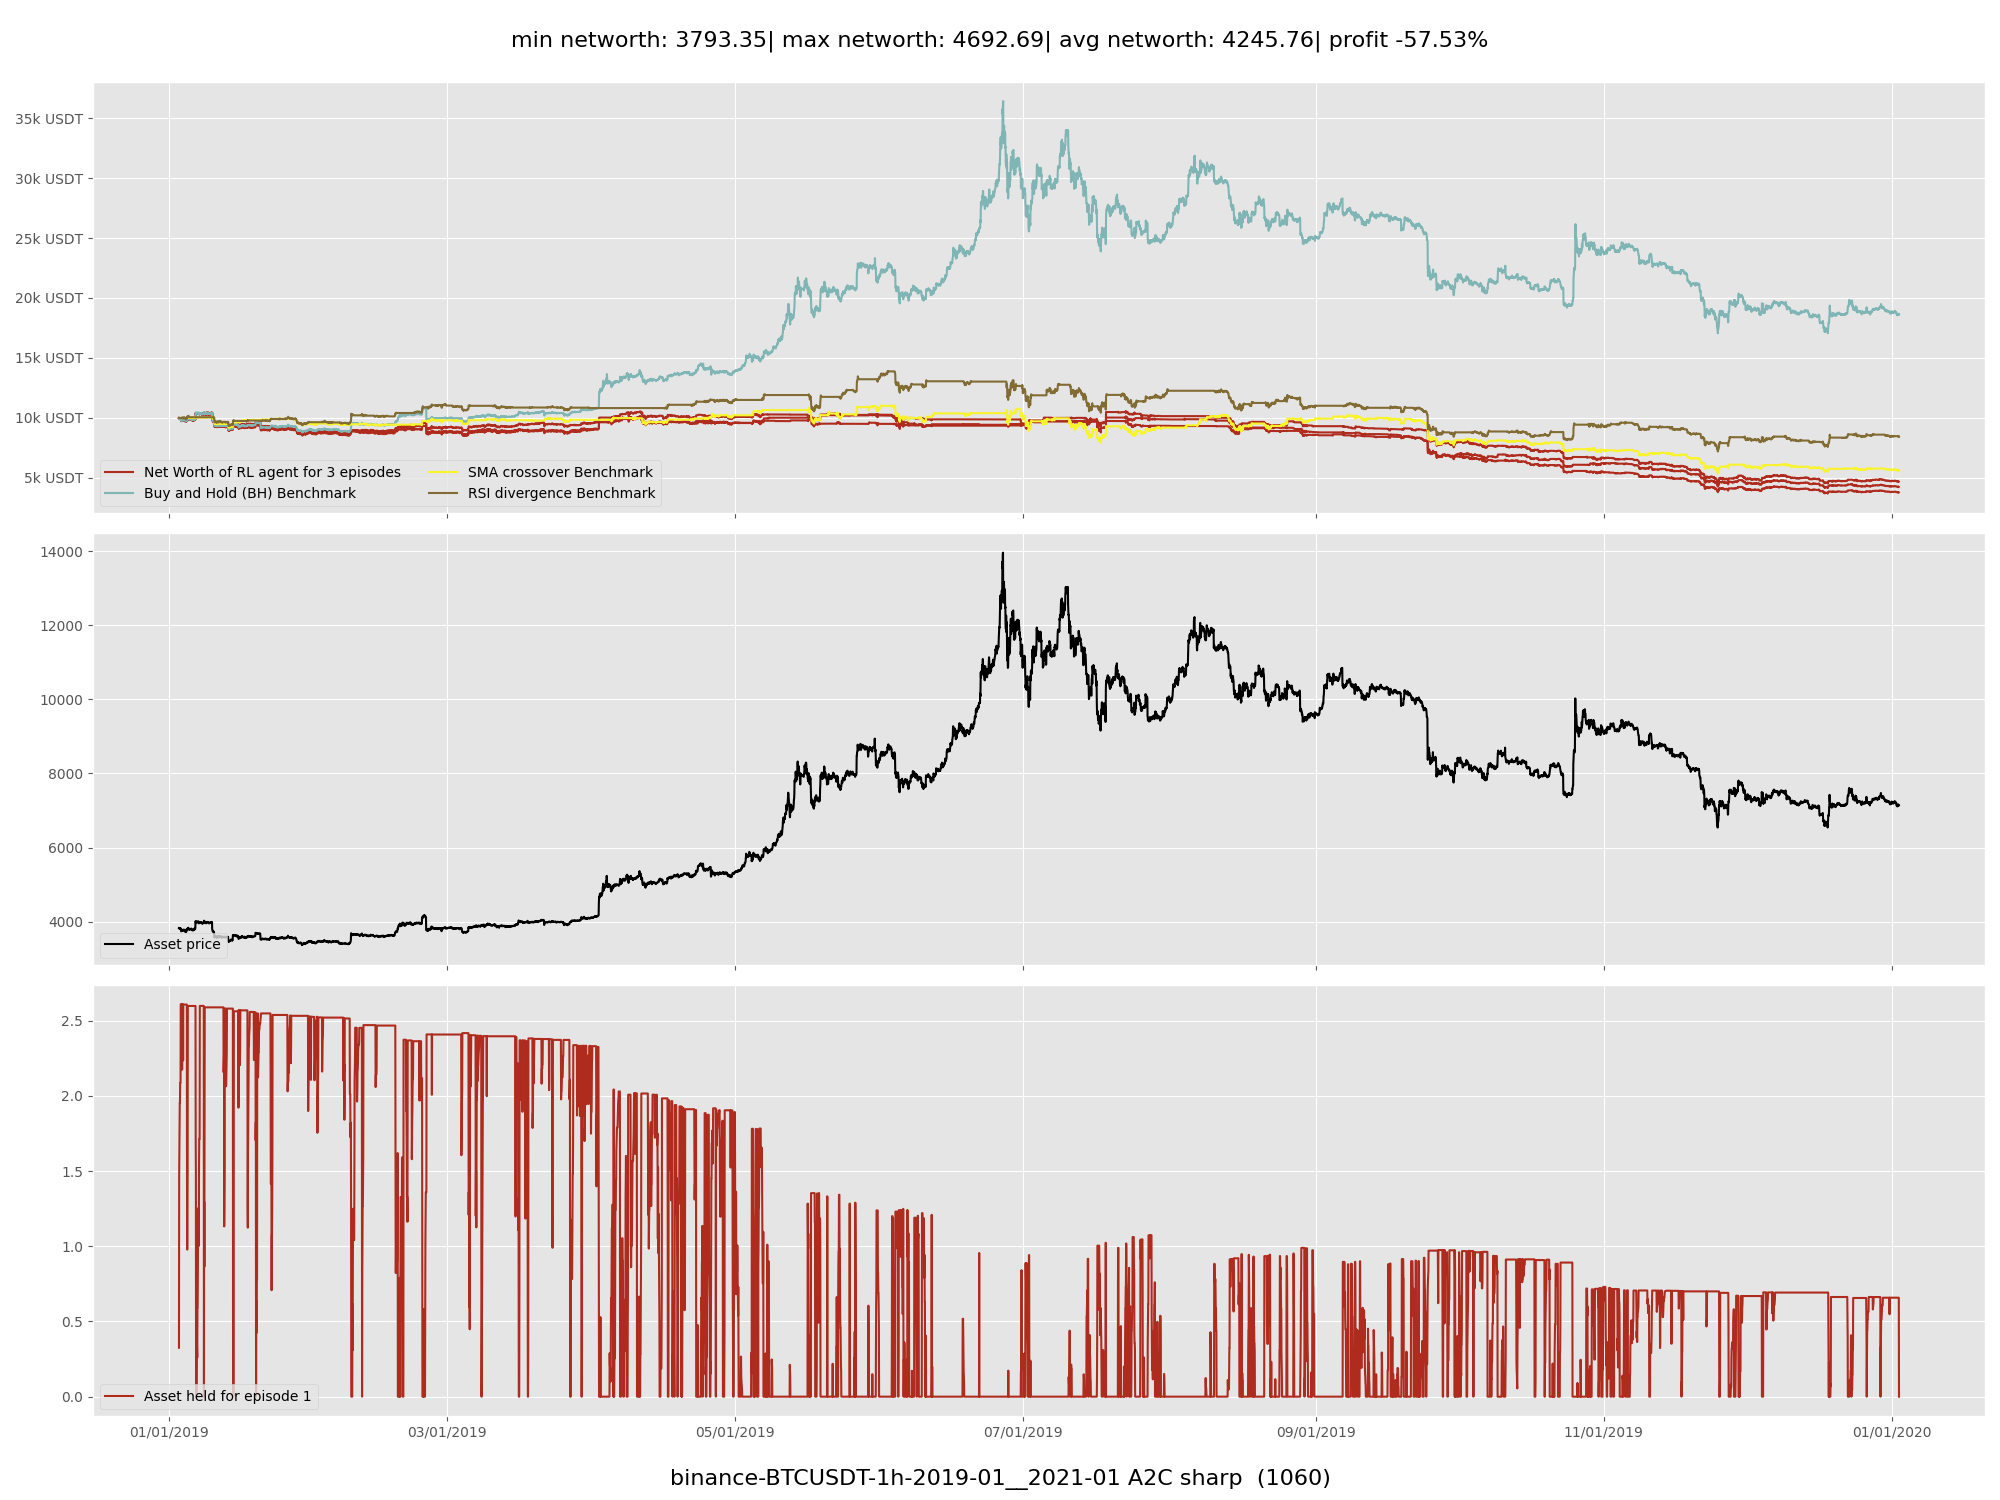 min networth: 3793.35| max networth: 4692.69| avg networth: 4245.76| profit -57.53%
35k USDT
30k USDT
25k USDT
20k USDT
15k USDT
10k USDT
5k USDT
Net Worth of RL agent for 3 episodes
Buy and Hold (BH) Benchmark
SMA crossover Benchmark
RSI divergence Benchmark
14000
12000
10000
8000
6000
4000
Asset price
2.5
2.0
1.5
1.0
0.5
0.0
Asset held for episode 1
01/01/2019 03/01/2019 05/01/2019 07/01/2019 09/01/2019 11/01/2019 01/01/2020
binance-BTCUSDT-1h-2019-01__2021-01 A2C sharp (1060)